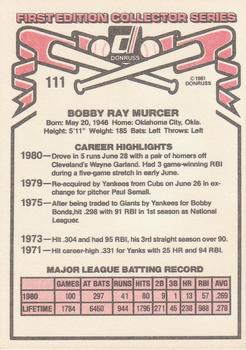 FIRST EDITION COLLECTOR SERIES
DONRUSS
111
©1981
DONRUSS
BOBBY RAY MURCER
Born: May 20, 1946 Home: Oklahoma City, Okla.
Height: 5'11" Weight: 185 Bats: Left Throws: Left
CAREER HIGHLIGHTS
1980—Drove in 5 runs June 28 with a pair of homers off
Cleveland's Wayne Garland. Had 3 game-winning RBI
during a five-game stretch in early June.
1979—Re-acquired by Yankees from Cubs on June 26 in ex-
change for pitcher Paul Semall.
1975—After being traded to Giants by Yankees for Bobby
Bonds, hit .298 with 91 RBI in 1st season as National
Leaguer.
1973—Hit .304 and 95 RBI, his 3rd straight season over 90.
1971—Hit career-high .331 for Yanks with 25 HR and 94 RBI.
MAJOR LEAGUE BATTING RECORD
GAMES AT BATS RUNS HITS 2B 3B HR RBI SB AVG
1980 100 297 41 80 9 1 13 57 .269
LIFETIME 1784 6450 944 1795 271 45 958 .278